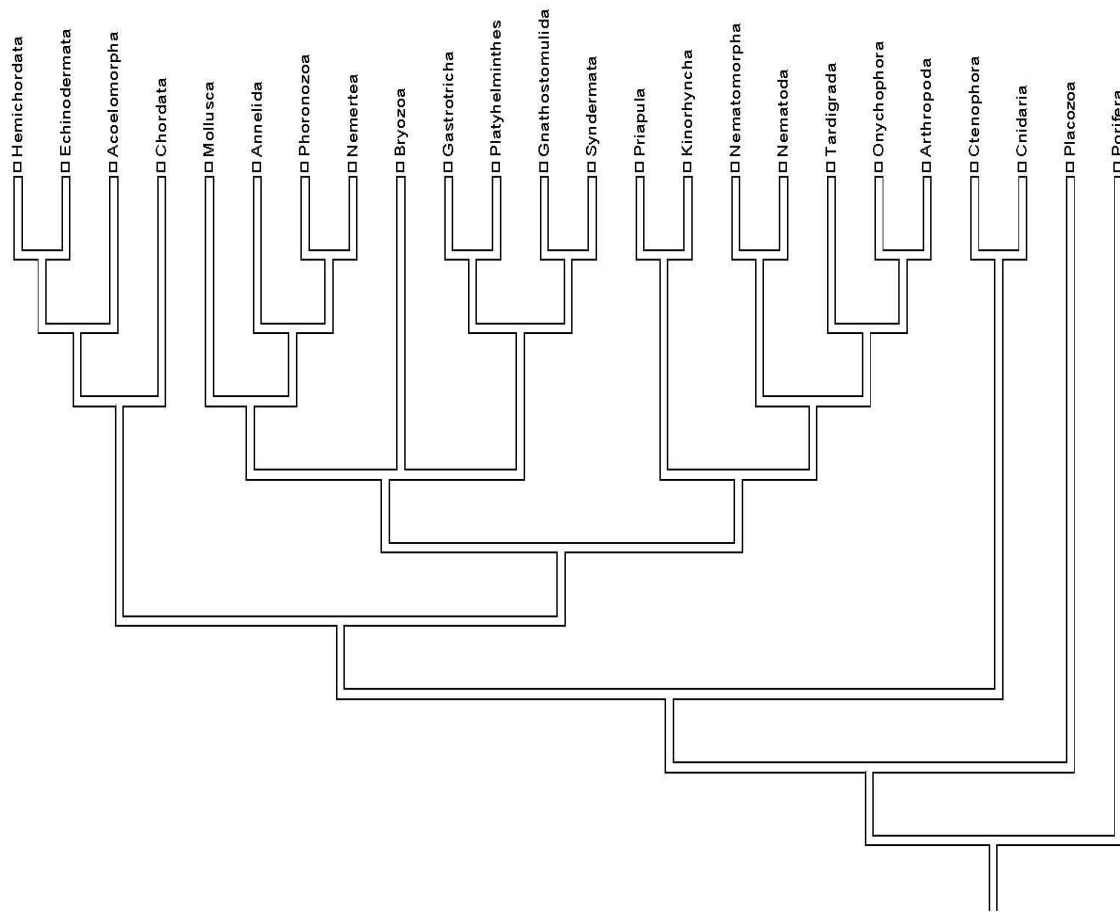 Hemichordata
Echinodermata
Acoelomorpha
Chordata
Mollusca
Annelida
Phoronozoa
Nemertea
Bryozoa
Gastrotricha
Platyhelminthes
Gnathostomulida
Syndermata
Priapula
Kinorhyncha
Nematomorpha
Nematoda
Tardigrada
Onychophora
Arthropoda
Ctenophora
Cnidaria
Placozoa
Porifera